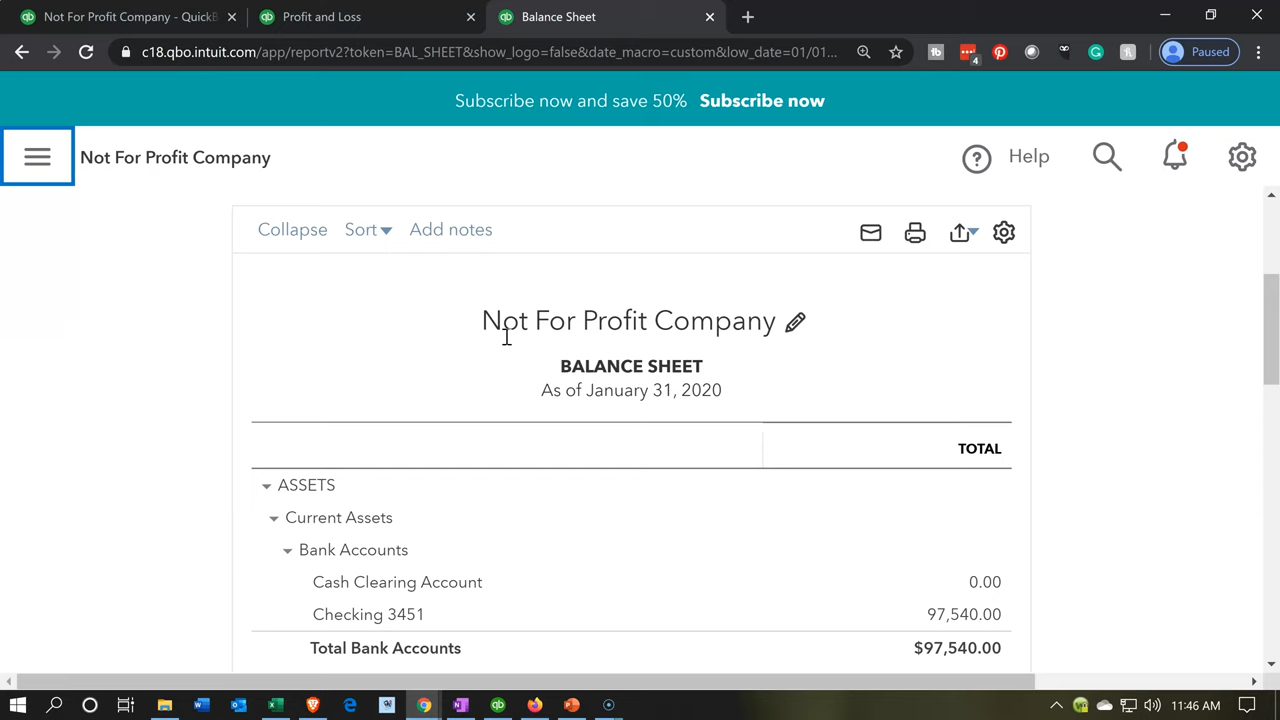 Not For Profit Company - QuickB
Profit and Loss
Balance Sheet
c18.qbo.intuit.com/app/reportv2?token=BAL_SHEET&show_logo=false&date_macro=custom&low_date=01/01...
4
Paused
Subscribe now and save 50% Subscribe now
Not For Profit Company
Help
Collapse Sort Add notes
Not For Profit Company
BALANCE SHEET
As of January 31, 2020
TOTAL
ASSETS
Current Assets
Bank Accounts
Cash Clearing Account 0.00
Checking 3451 97,540.00
Total Bank Accounts $97,540.00
11:46 AM